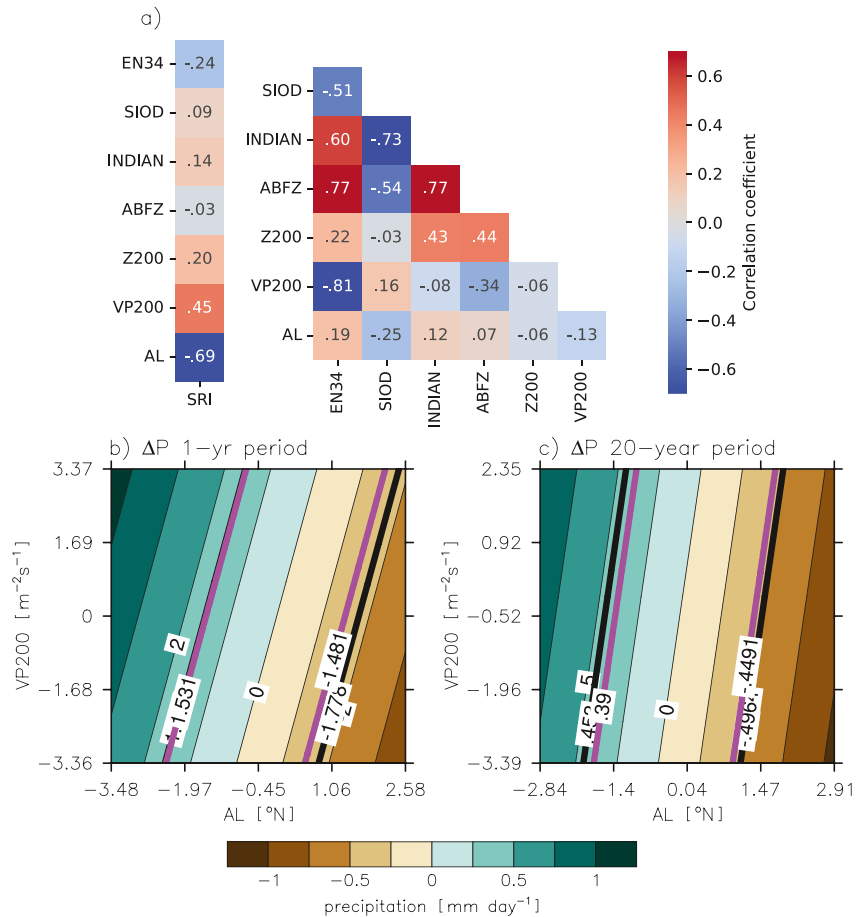 a)
EN34
SIOD
INDIAN
ABFZ
Z200
VP200
AL
-.24
.09
.14
-.03
.20
.45
-.69
SRI
SIOD -.51
INDIAN .60 -.73
ABFZ .77 -.54 .77
Z200 .22 -.03 .43 .44
VP200 -.81 .16 -.08 -.34 -.06
AL .19 -.25 .12 .07 -.06 -.13
EN34 SIOD INDIAN ABFZ Z200 VP200
0.6
0.4
0.2
0.0
−0.2
−0.4
−0.6
Correlation coefficient
b) ΔP 1-yr period
3.37
1.69
0
−1.68
−3.36
VP200 [m⁻²s⁻¹]
2
1.531
0
-1.481
-1.778
−3.48 −1.97 −0.45 1.06 2.58
AL [°N]
c) ΔP 20-year period
2.35
0.92
−0.52
−1.96
−3.39
VP200 [m⁻²s⁻¹]
.39
0
-.4491
−2.84 −1.4 0.04 1.47 2.91
AL [°N]
−1 −0.5 0 0.5 1
precipitation [mm day⁻¹]